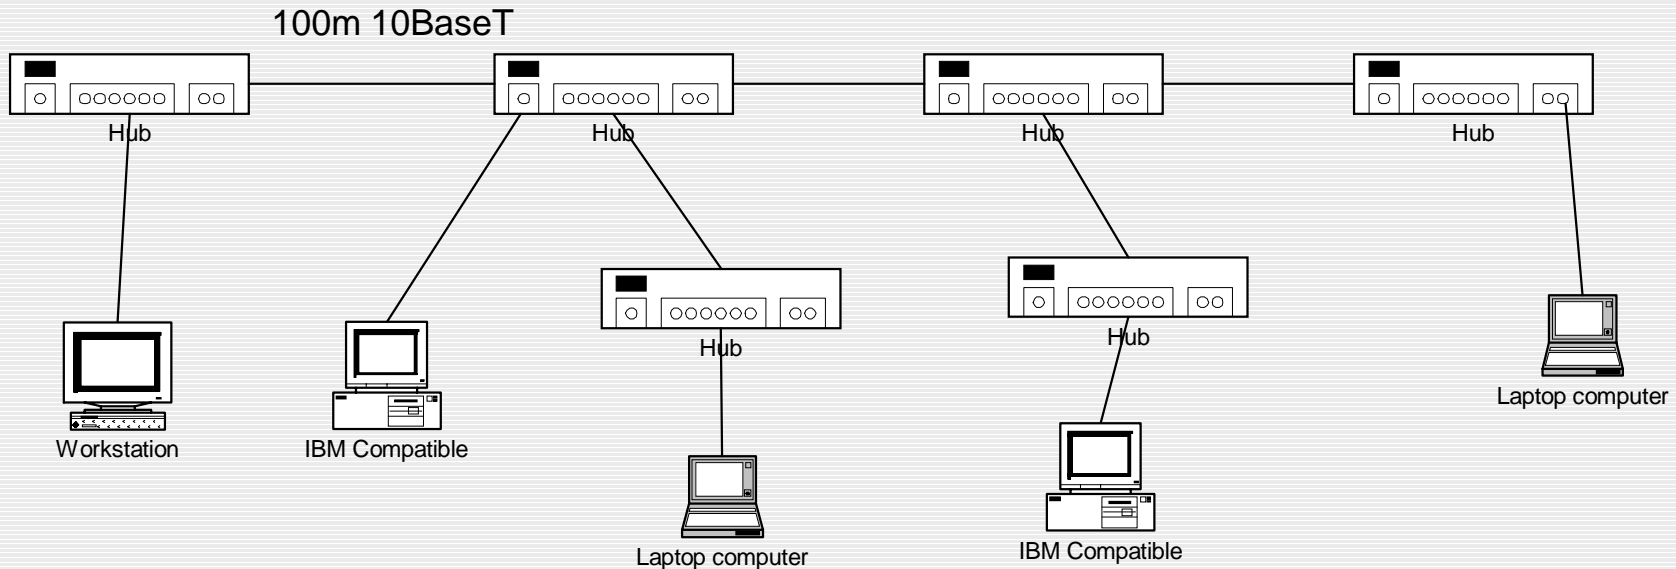 100m 10BaseT
Hub
Hub
Hub
Hub
Hub
Hub
Workstation
IBM Compatible
Laptop computer
IBM Compatible
Laptop computer